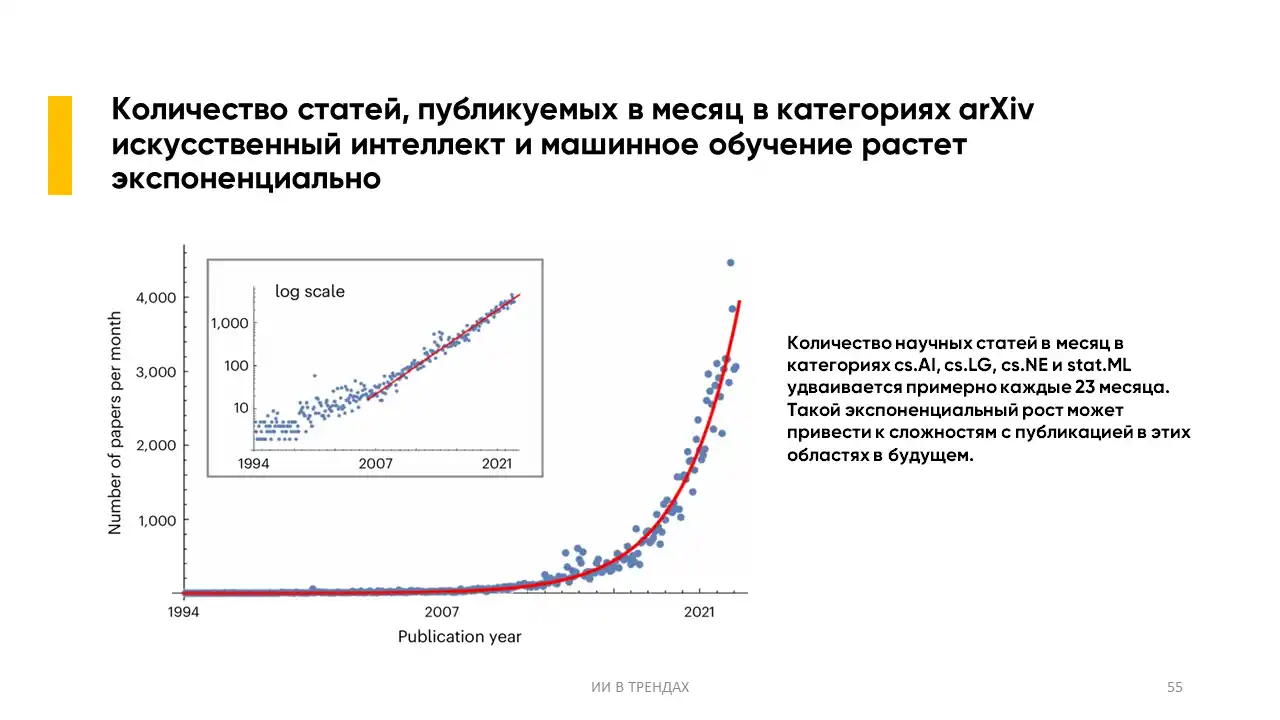 Количество статей, публикуемых в месяц в категориях arXiv
искусственный интеллект и машинное обучение растет
экспоненциально
Number of papers per month
4,000
3,000
2,000
1,000
log scale
1,000
100
10
1994
2007
2021
1994
2007
2021
Publication year
Количество научных статей в месяц в
категориях cs.AI, cs.LG, cs.NE и stat.ML
удваивается примерно каждые 23 месяца.
Такой экспоненциальный рост может
привести к сложностям с публикацией в этих
областях в будущем.
ИИ В ТРЕНДАХ
55